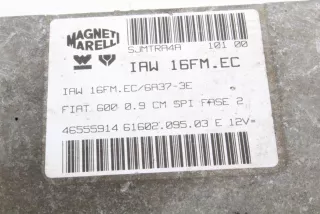 MAGNETI
MARELLI
SJMTRA4A 101 00
IAW 16FM.EC
IAW 16FM.EC/6A37-3E
FIAT 600 0.9 CM SPI FASE 2
46555914 61602.095.03 E 12V